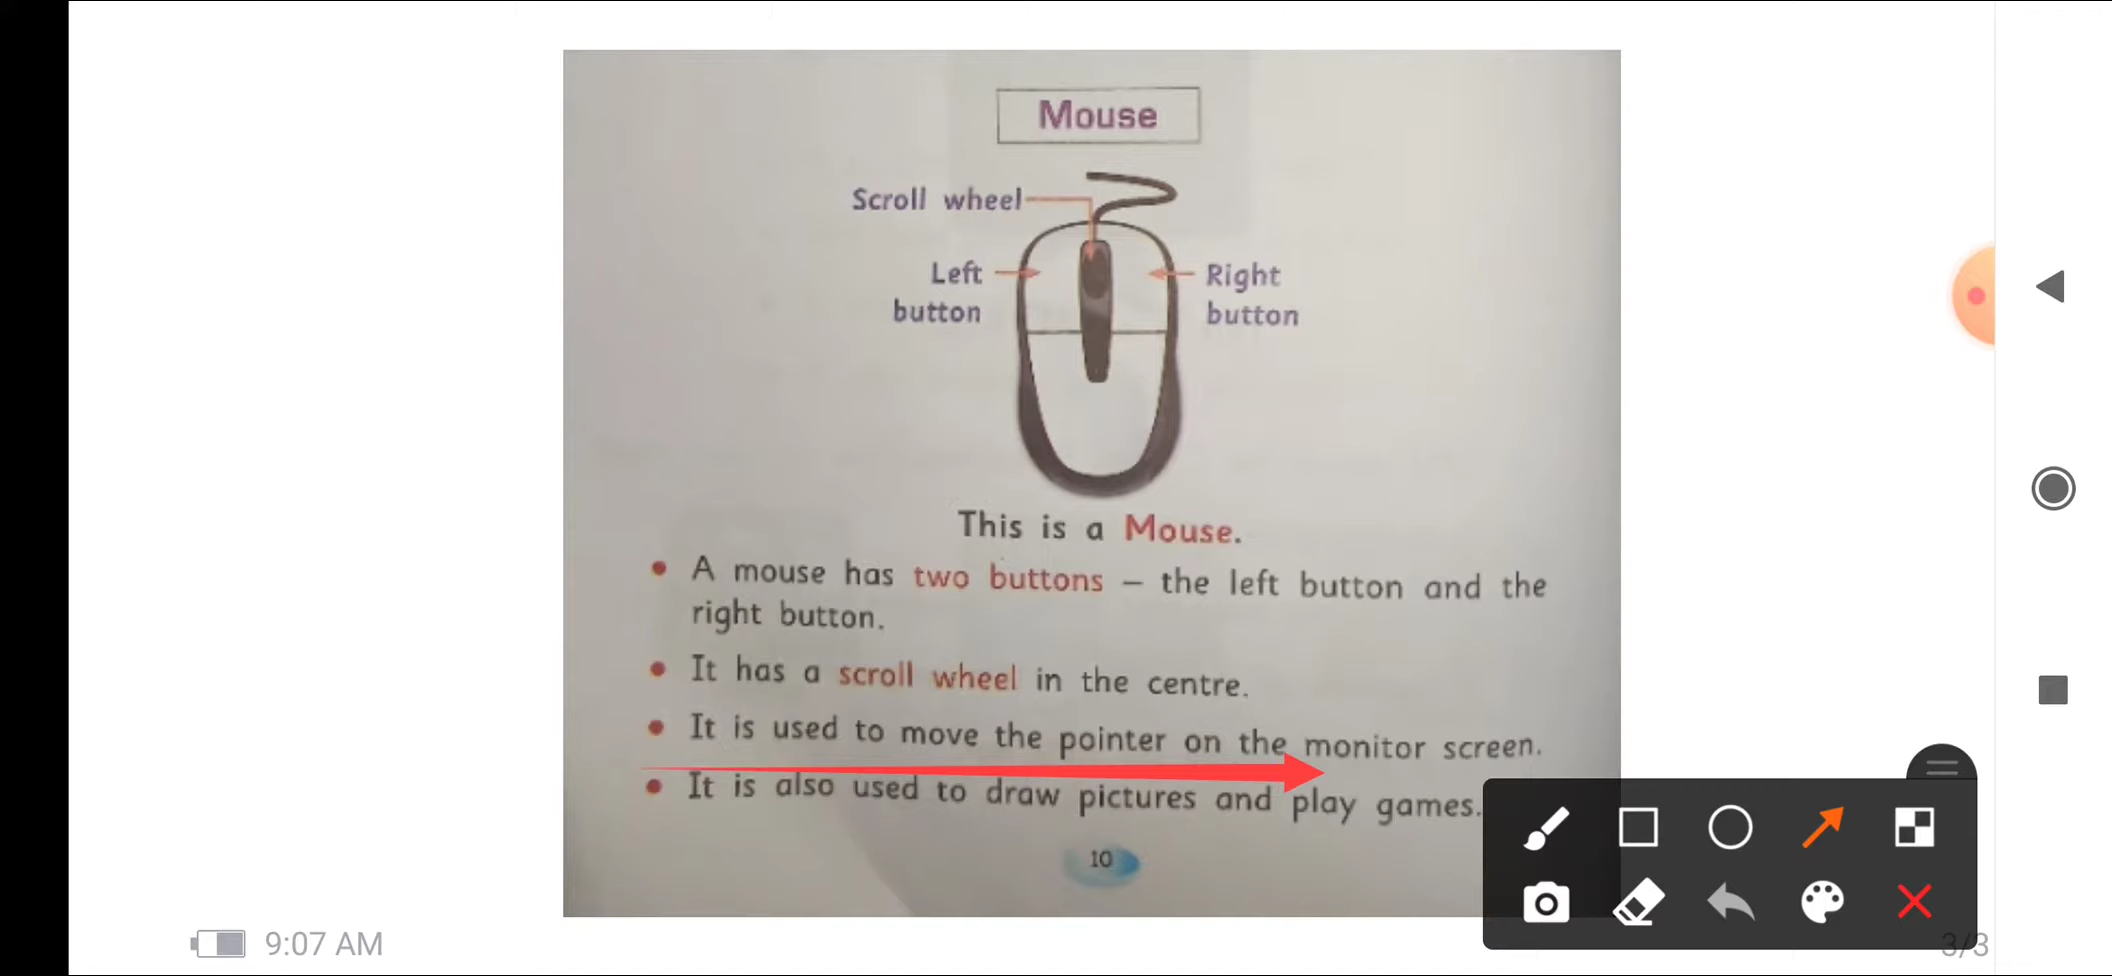 Mouse
Scroll wheel
Left
button
Right
button
This is a Mouse.
• A mouse has two buttons – the left button and the
right button.
• It has a scroll wheel in the centre.
• It is used to move the pointer on the monitor screen.
• It is also used to draw pictures and play games.
10
9:07 AM
3/3